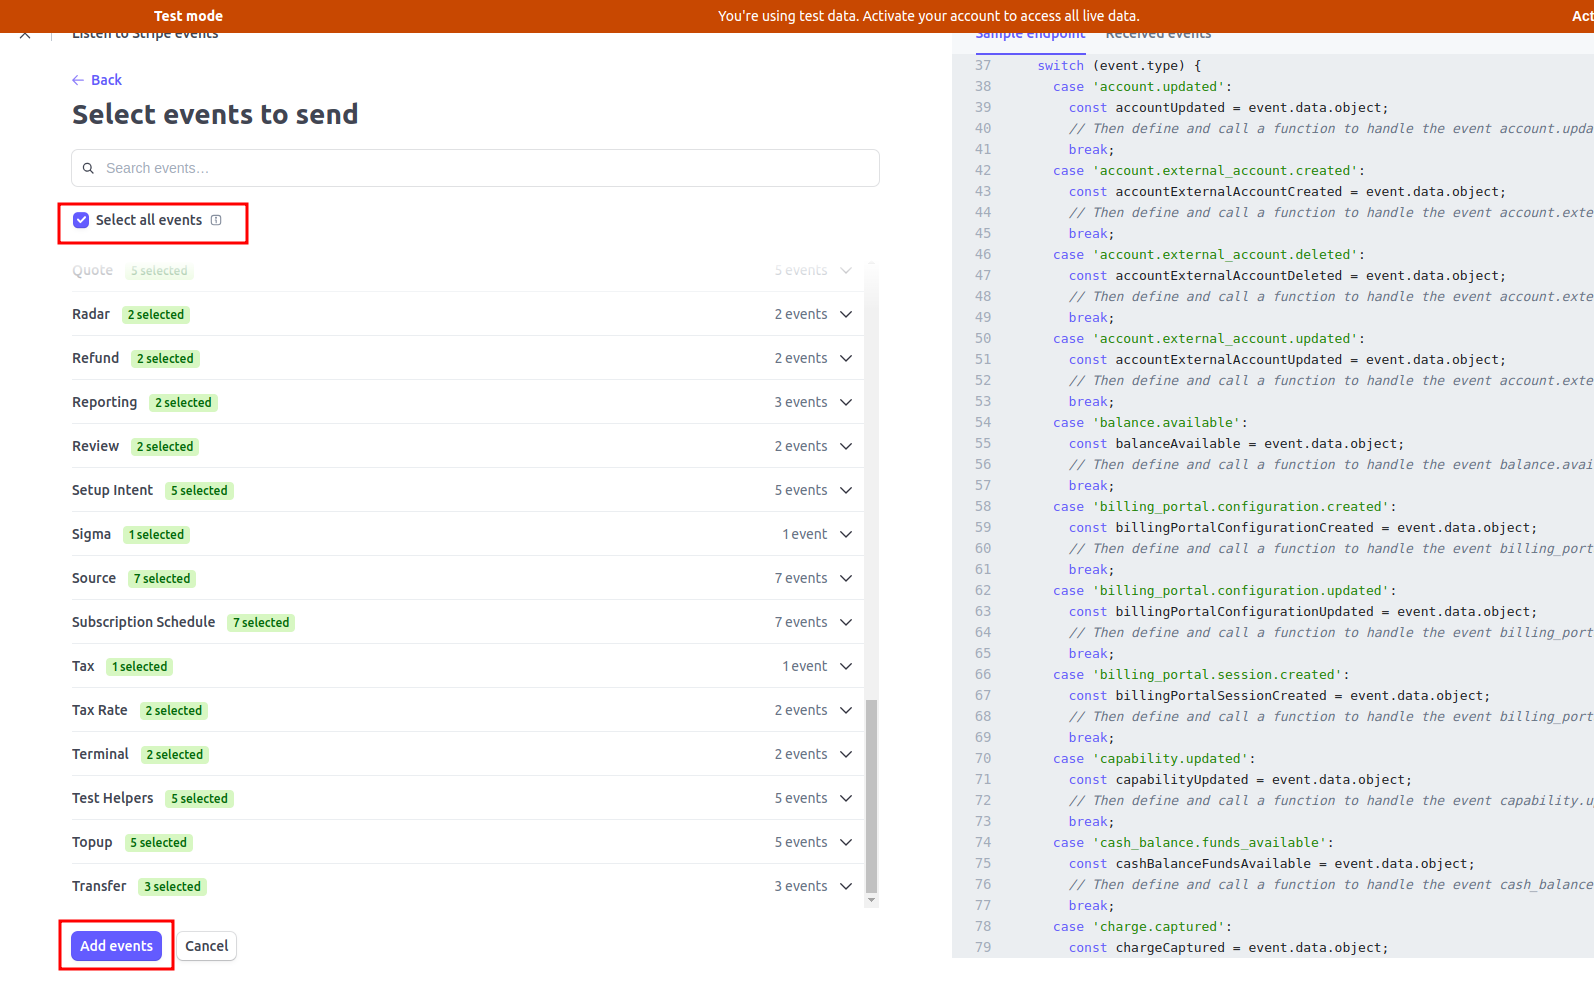 Test mode
You're using test data. Activate your account to access all live data.
Act
Listen to Stripe events
Sample endpoint Received events
← Back
Select events to send
Search events...
Select all events
Quote 5 selected 5 events
Radar 2 selected 2 events
Refund 2 selected 2 events
Reporting 2 selected 3 events
Review 2 selected 2 events
Setup Intent 5 selected 5 events
Sigma 1 selected 1 event
Source 7 selected 7 events
Subscription Schedule 7 selected 7 events
Tax 1 selected 1 event
Tax Rate 2 selected 2 events
Terminal 2 selected 2 events
Test Helpers 5 selected 5 events
Topup 5 selected 5 events
Transfer 3 selected 3 events
Add events Cancel
37 switch (event.type) {
38 case 'account.updated':
39 const accountUpdated = event.data.object;
40 // Then define and call a function to handle the event account.upda
41 break;
42 case 'account.external_account.created':
43 const accountExternalAccountCreated = event.data.object;
44 // Then define and call a function to handle the event account.exte
45 break;
46 case 'account.external_account.deleted':
47 const accountExternalAccountDeleted = event.data.object;
48 // Then define and call a function to handle the event account.exte
49 break;
50 case 'account.external_account.updated':
51 const accountExternalAccountUpdated = event.data.object;
52 // Then define and call a function to handle the event account.exte
53 break;
54 case 'balance.available':
55 const balanceAvailable = event.data.object;
56 // Then define and call a function to handle the event balance.avai
57 break;
58 case 'billing_portal.configuration.created':
59 const billingPortalConfigurationCreated = event.data.object;
60 // Then define and call a function to handle the event billing_port
61 break;
62 case 'billing_portal.configuration.updated':
63 const billingPortalConfigurationUpdated = event.data.object;
64 // Then define and call a function to handle the event billing_port
65 break;
66 case 'billing_portal.session.created':
67 const billingPortalSessionCreated = event.data.object;
68 // Then define and call a function to handle the event billing_port
69 break;
70 case 'capability.updated':
71 const capabilityUpdated = event.data.object;
72 // Then define and call a function to handle the event capability.u
73 break;
74 case 'cash_balance.funds_available':
75 const cashBalanceFundsAvailable = event.data.object;
76 // Then define and call a function to handle the event cash_balance
77 break;
78 case 'charge.captured':
79 const chargeCaptured = event.data.object;